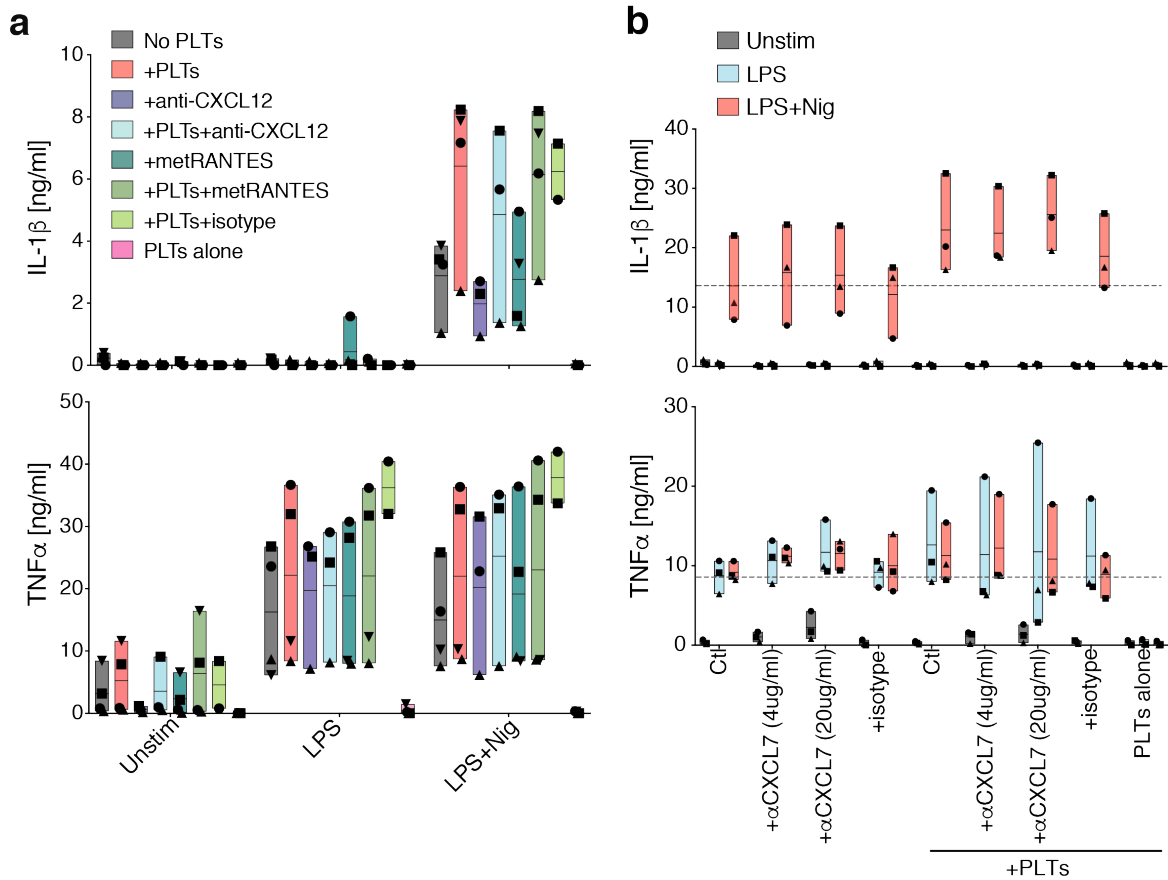 a
No PLTs
+PLTs
+anti-CXCL12
+PLTs+anti-CXCL12
+metRANTES
+PLTs+metRANTES
+PLTs+isotype
PLTs alone
IL-1β [ng/ml]
10
8
6
4
2
0
TNFα [ng/ml]
50
40
30
20
10
0
Unstim
LPS
LPS+Nig
b
Unstim
LPS
LPS+Nig
IL-1β [ng/ml]
40
30
20
10
0
TNFα [ng/ml]
30
20
10
0
Ctl
+αCXCL7 (4ug/ml)
+αCXCL7 (20ug/ml)
+isotype
Ctl
+αCXCL7 (4ug/ml)
+αCXCL7 (20ug/ml)
+isotype
PLTs alone
+PLTs